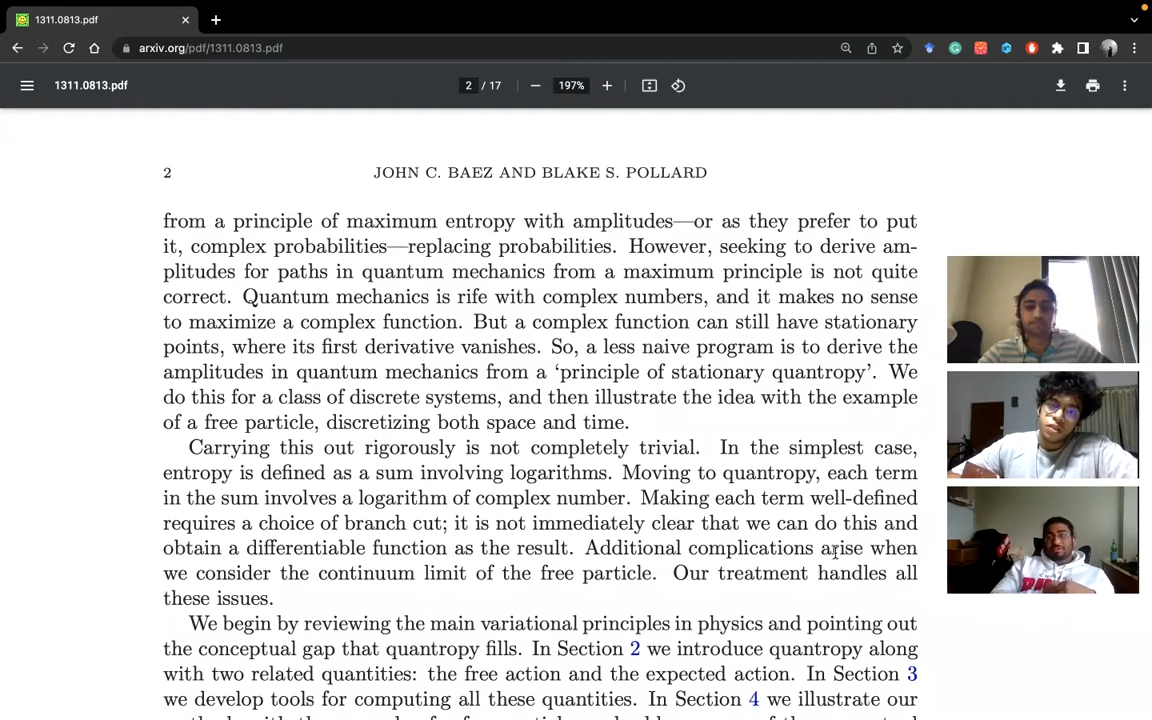 1311.0813.pdf
arxiv.org/pdf/1311.0813.pdf
1311.0813.pdf
2 / 17
197%
2 JOHN C. BAEZ AND BLAKE S. POLLARD
from a principle of maximum entropy with amplitudes—or as they prefer to put
it, complex probabilities—replacing probabilities. However, seeking to derive am-
plitudes for paths in quantum mechanics from a maximum principle is not quite
correct. Quantum mechanics is rife with complex numbers, and it makes no sense
to maximize a complex function. But a complex function can still have stationary
points, where its first derivative vanishes. So, a less naive program is to derive the
amplitudes in quantum mechanics from a ‘principle of stationary quantropy’. We
do this for a class of discrete systems, and then illustrate the idea with the example
of a free particle, discretizing both space and time.
Carrying this out rigorously is not completely trivial. In the simplest case,
entropy is defined as a sum involving logarithms. Moving to quantropy, each term
in the sum involves a logarithm of complex number. Making each term well-defined
requires a choice of branch cut; it is not immediately clear that we can do this and
obtain a differentiable function as the result. Additional complications arise when
we consider the continuum limit of the free particle. Our treatment handles all
these issues.
We begin by reviewing the main variational principles in physics and pointing out
the conceptual gap that quantropy fills. In Section 2 we introduce quantropy along
with two related quantities: the free action and the expected action. In Section 3
we develop tools for computing all these quantities. In Section 4 we illustrate our